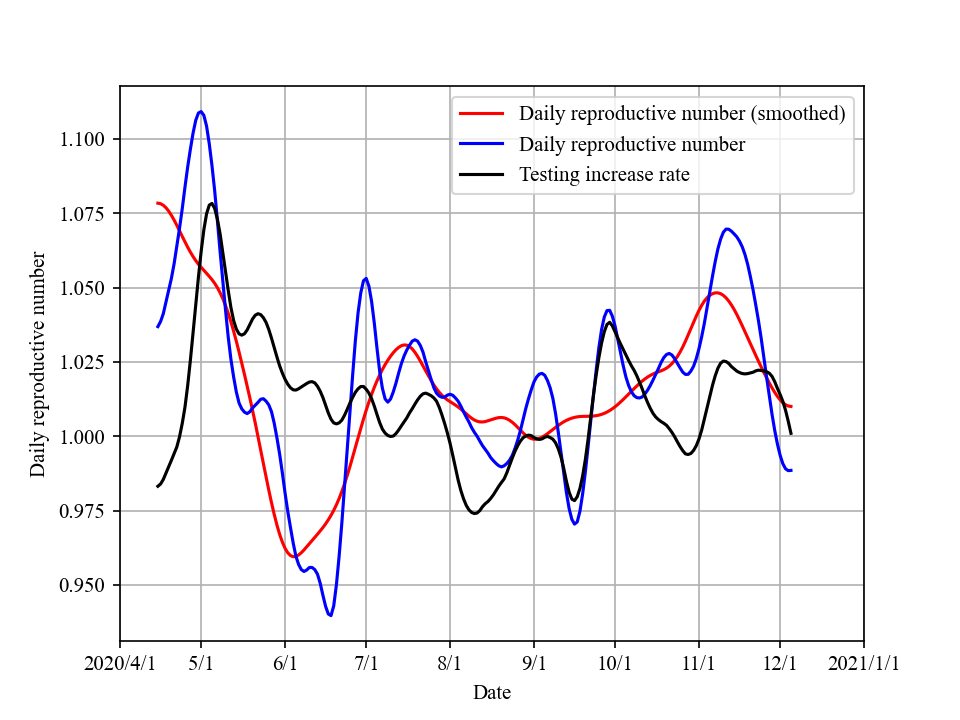 Daily reproductive number (smoothed)
Daily reproductive number
Testing increase rate
1.100
1.075
1.050
1.025
1.000
0.975
0.950
Daily reproductive number
2020/4/1 5/1 6/1 7/1 8/1 9/1 10/1 11/1 12/1 2021/1/1
Date